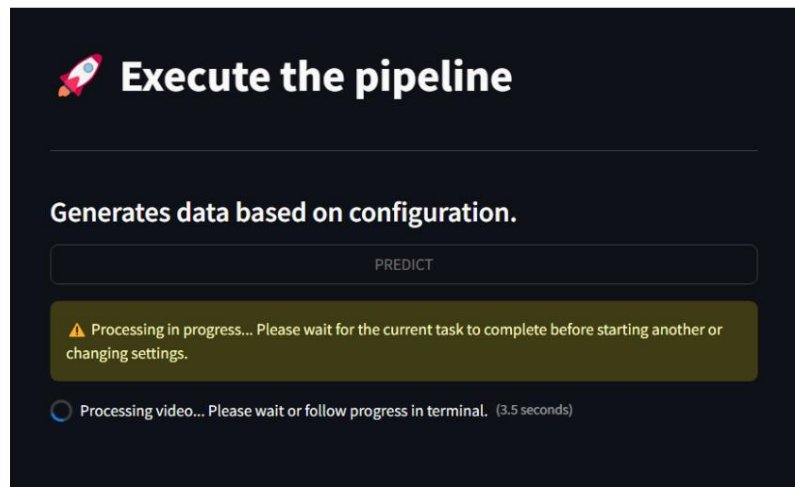 Execute the pipeline
Generates data based on configuration.
PREDICT
Processing in progress... Please wait for the current task to complete before starting another or
changing settings.
Processing video... Please wait or follow progress in terminal. (3.5 seconds)